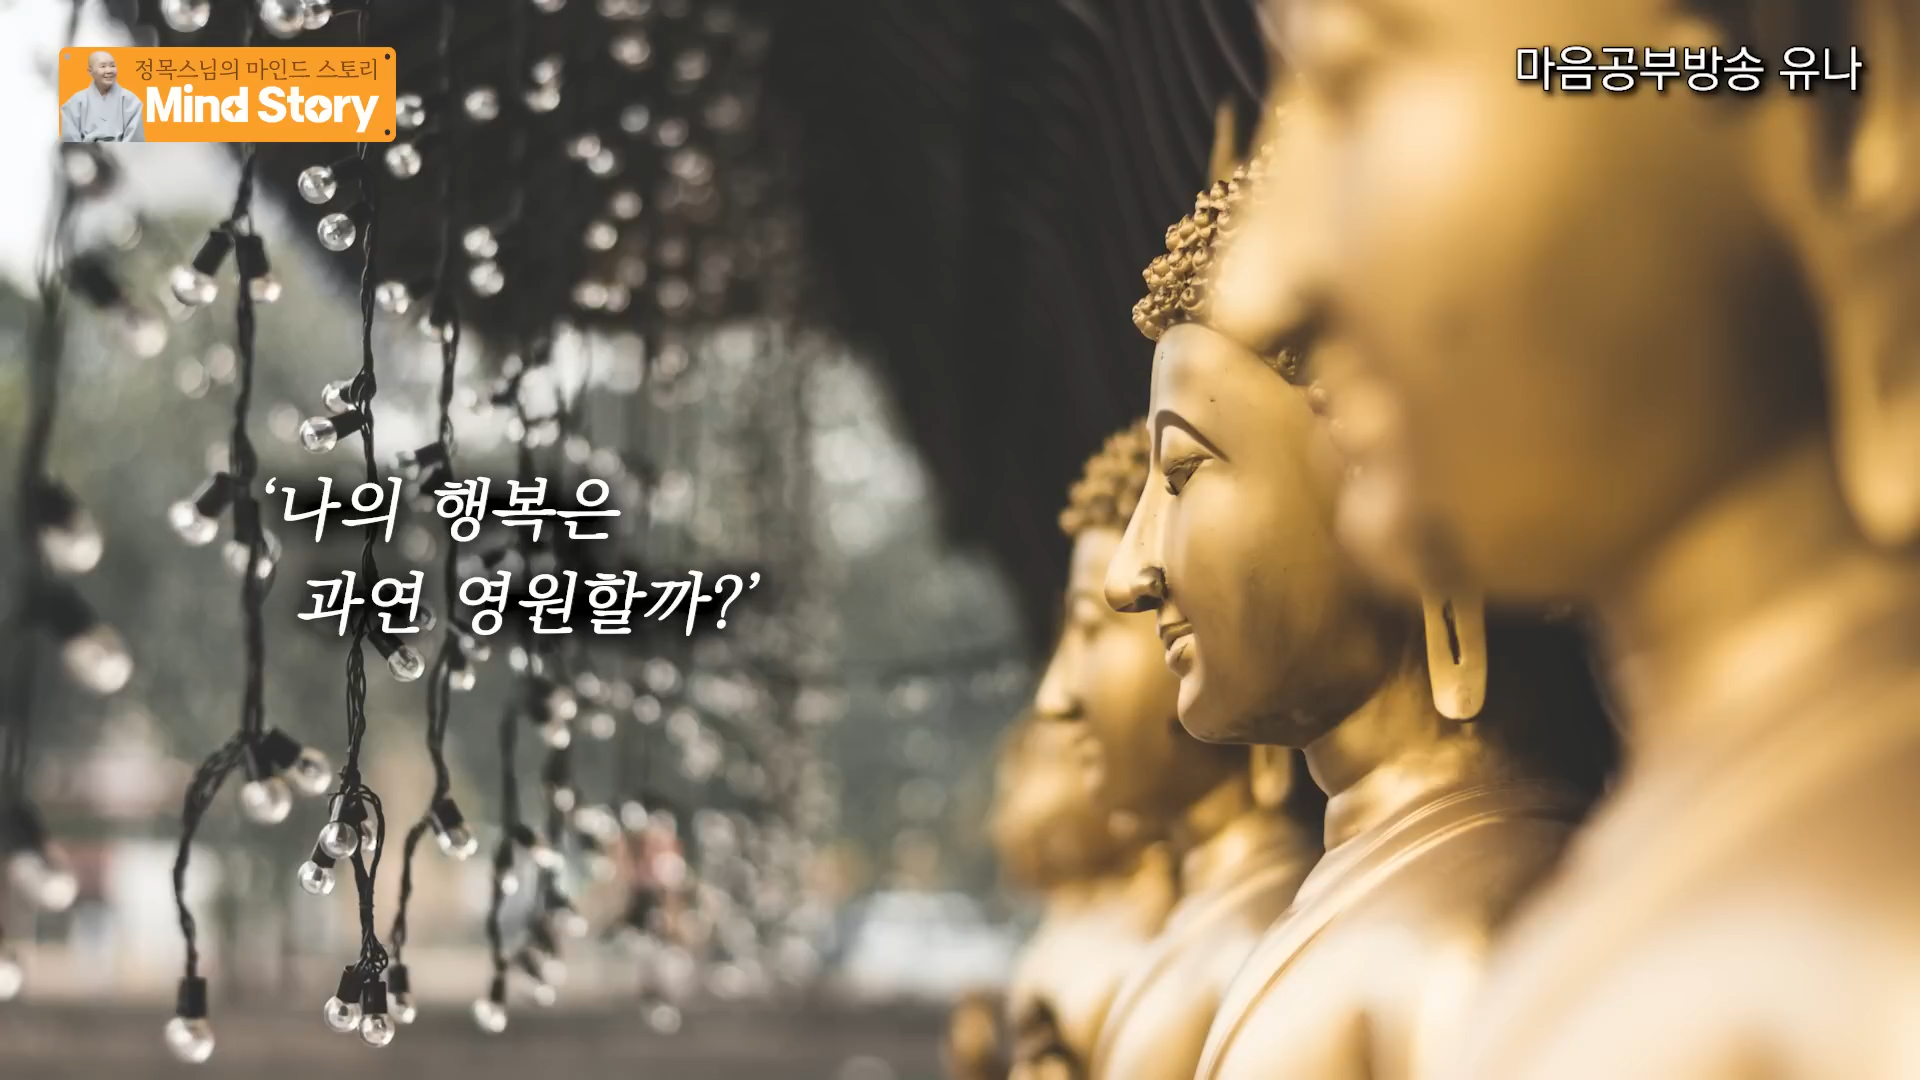 정목스님의 마인드 스토리
Mind Story
마음공부방송 유나
‘나의 행복은
과연 영원할까?’